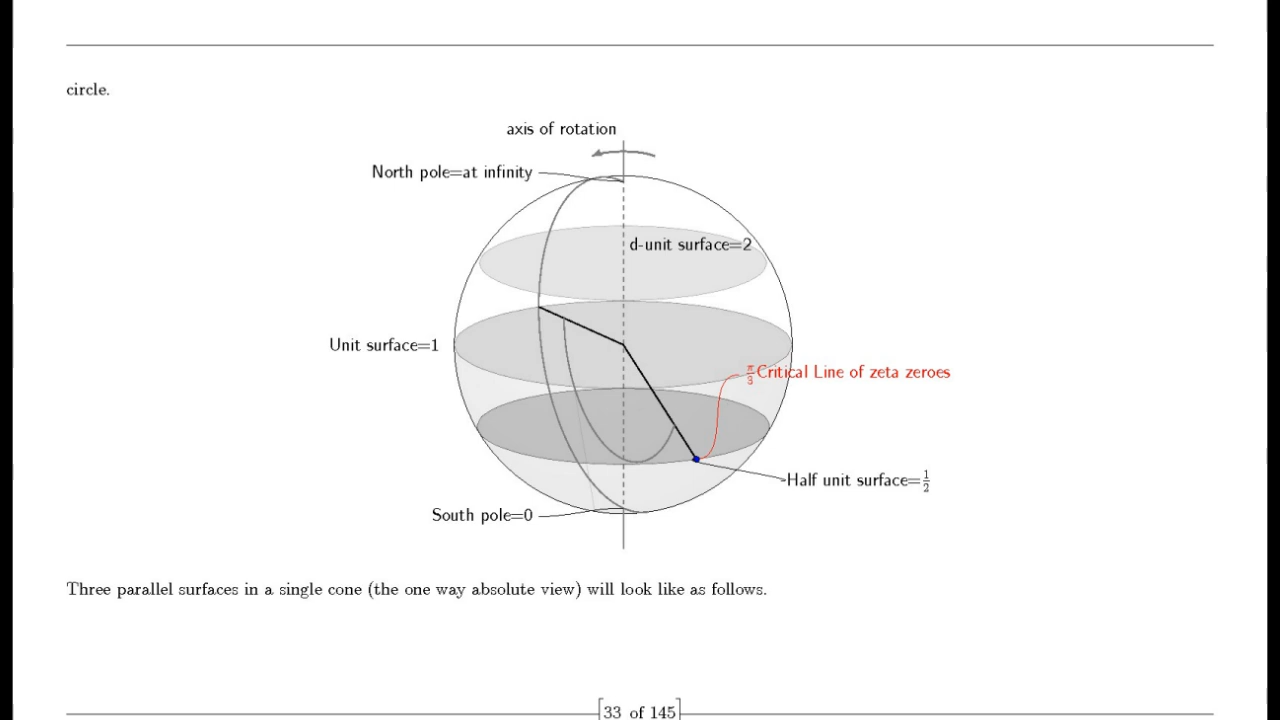 circle.
axis of rotation
North pole=at infinity
d-unit surface=2
Unit surface=1
π/3 Critical Line of zeta zeroes
Half unit surface=1/2
South pole=0
Three parallel surfaces in a single cone (the one way absolute view) will look like as follows.
[33 of 145]